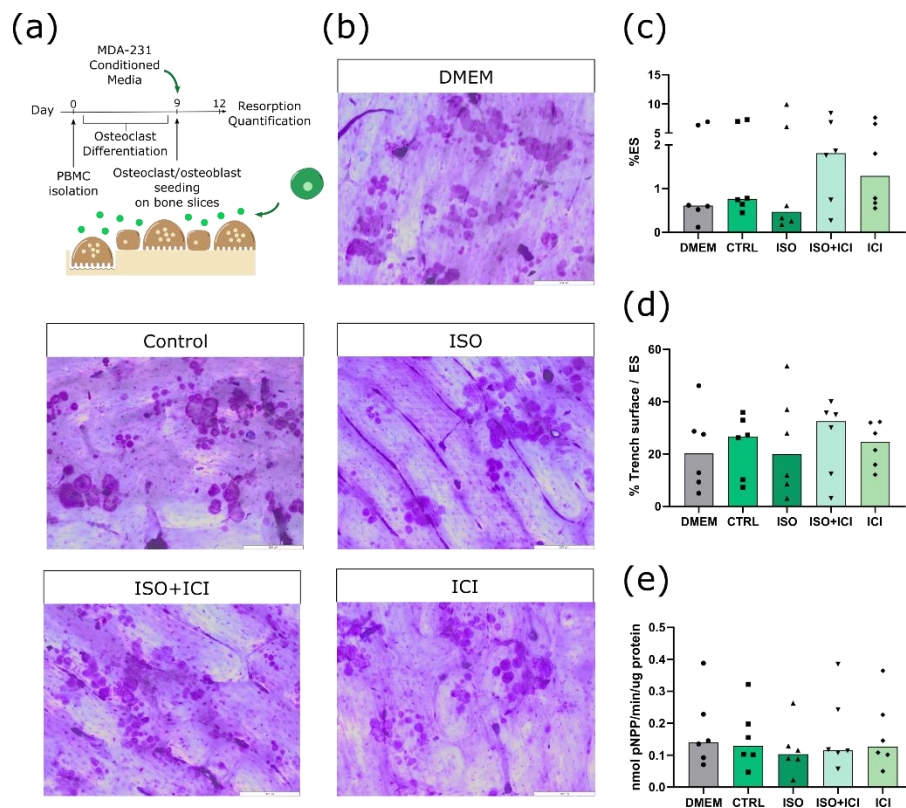 (a)
MDA-231
Conditioned
Media
0
9
12
Day
Resorption
Quantification
Osteoclast
Differentiation
PBMC
isolation
Osteoclast/osteoblast
seeding
on bone slices
(b)
DMEM
Control
ISO
ISO+ICI
ICI
(c)
15
10
5
2
1
0
%ES
DMEM CTRL ISO ISO+ICI ICI
(d)
60
40
20
0
% Trench surface / ES
DMEM CTRL ISO ISO+ICI ICI
(e)
0.5
0.4
0.3
0.2
0.1
0.0
nmol pNPP/min/ug protein
DMEM CTRL ISO ISO+ICI ICI